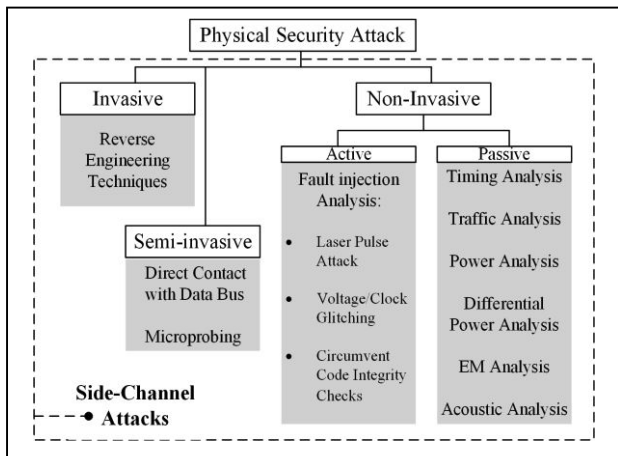 Physical Security Attack
Invasive
Reverse
Engineering
Techniques
Semi-invasive
Direct Contact
with Data Bus
Microprobing
Non-Invasive
Active
Fault injection
Analysis:
• Laser Pulse
Attack
• Voltage/Clock
Glitching
• Circumvent
Code Integrity
Checks
Passive
Timing Analysis
Traffic Analysis
Power Analysis
Differential
Power Analysis
EM Analysis
Acoustic Analysis
Side-Channel
Attacks